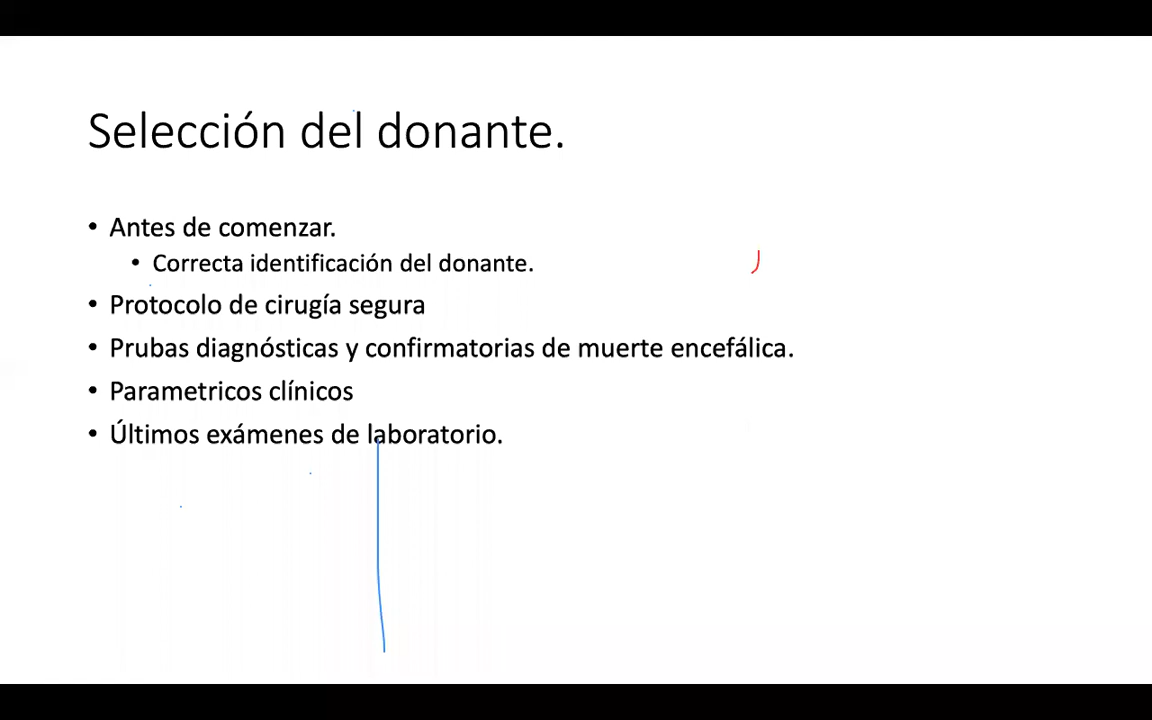 Selección del donante.
• Antes de comenzar.
• Correcta identificación del donante.
• Protocolo de cirugía segura
• Prubas diagnósticas y confirmatorias de muerte encefálica.
• Parametricos clínicos
• Últimos exámenes de laboratorio.